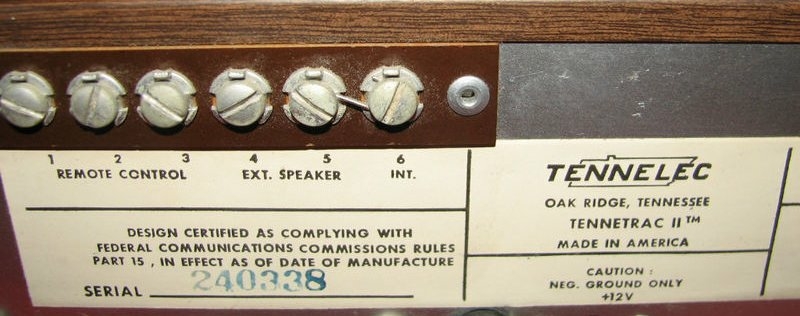 1 2 3 4 5 6
REMOTE CONTROL EXT. SPEAKER INT.
DESIGN CERTIFIED AS COMPLYING WITH
FEDERAL COMMUNICATIONS COMMISSIONS RULES
PART 15 , IN EFFECT AS OF DATE OF MANUFACTURE
SERIAL 240338
TENNELEC
OAK RIDGE, TENNESSEE
TENNETRAC II™
MADE IN AMERICA
CAUTION :
NEG. GROUND ONLY
+12V